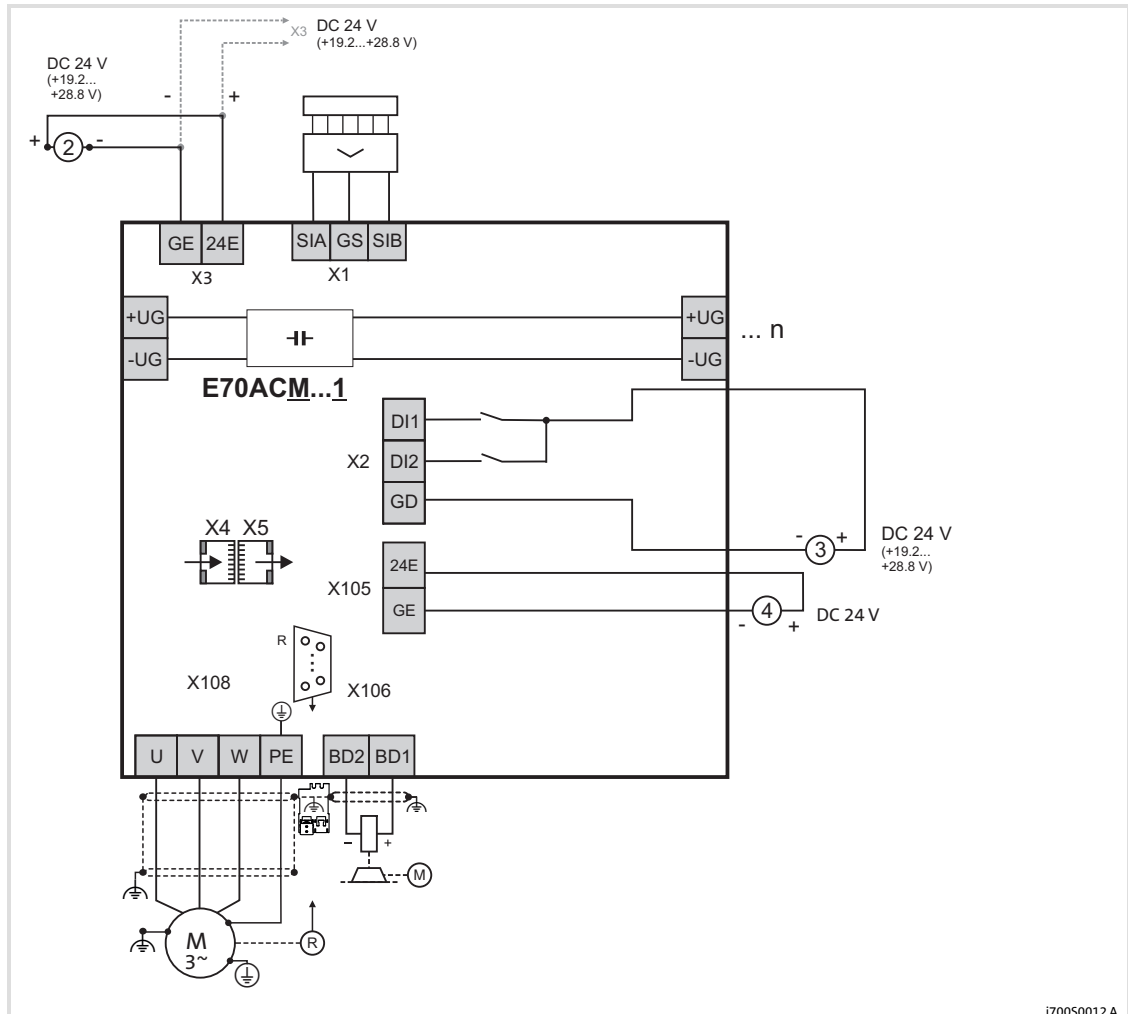 X3 DC 24 V
(+19.2...+28.8 V)
DC 24 V
(+19.2...
+28.8 V)
- +
+ 2 -
GE 24E
X3
SIA GS SIB
X1
+UG
-UG
+UG
-UG
... n
E70ACM...1
DI1
X2 DI2
GD
X4 X5
- 3 +
DC 24 V
(+19.2...
+28.8 V)
24E
X105
GE
- 4 +
DC 24 V
R
X108
X106
U V W PE
BD2 BD1
- +
M
M
3~
R
i700S0012 A